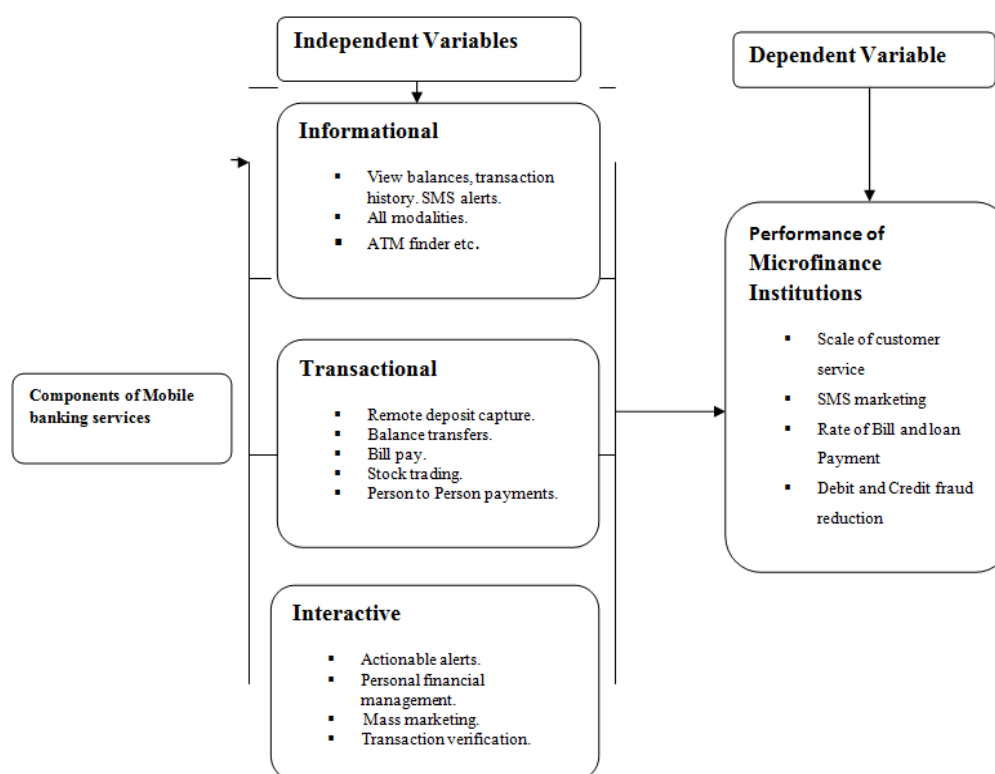 Independent Variables
Dependent Variable
Informational
▪ View balances, transaction
history. SMS alerts.
▪ All modalities.
▪ ATM finder etc.
Performance of
Microfinance
Institutions
▪ Scale of customer
service
▪ SMS marketing
▪ Rate of Bill and loan
Payment
▪ Debit and Credit fraud
reduction
Components of Mobile
banking services
Transactional
▪ Remote deposit capture.
▪ Balance transfers.
▪ Bill pay.
▪ Stock trading.
▪ Person to Person payments.
Interactive
▪ Actionable alerts.
▪ Personal financial
management.
▪ Mass marketing.
▪ Transaction verification.